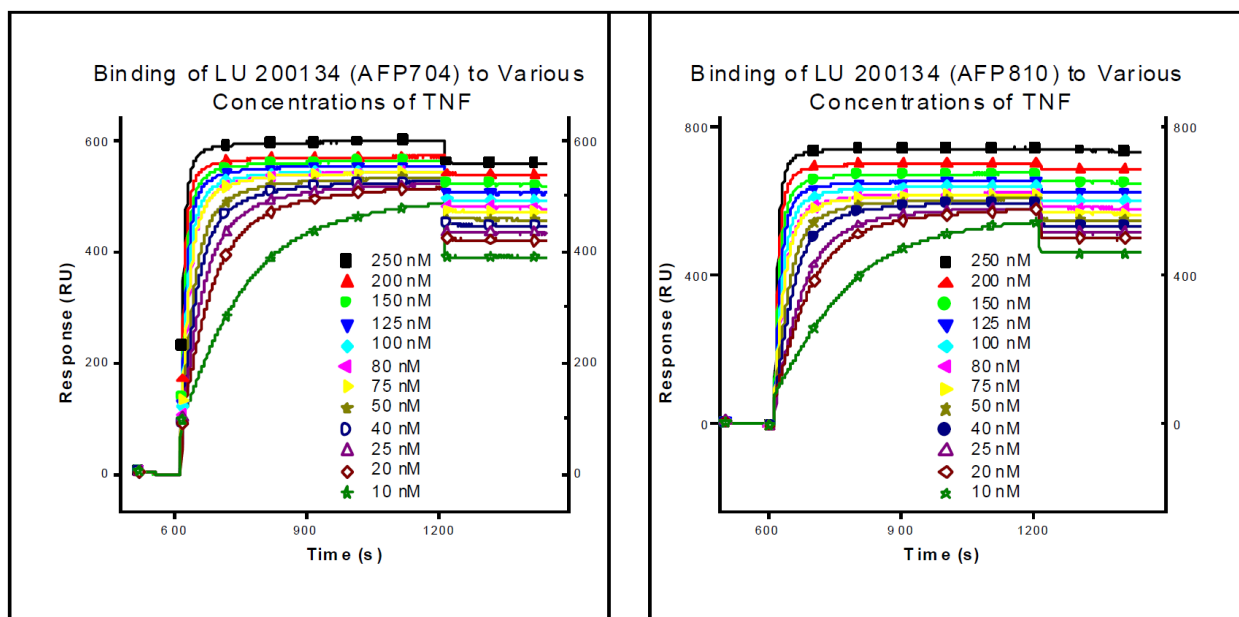 Binding of LU 200134 (AFP704) to Various
Concentrations of TNF
600
400
200
0
600
400
200
0
Response (RU)
250 nM
200 nM
150 nM
125 nM
100 nM
80 nM
75 nM
50 nM
40 nM
25 nM
20 nM
10 nM
600
900
1200
Time (s)
Binding of LU 200134 (AFP810) to Various
Concentrations of TNF
800
400
0
800
400
0
Response (RU)
250 nM
200 nM
150 nM
125 nM
100 nM
80 nM
75 nM
50 nM
40 nM
25 nM
20 nM
10 nM
600
900
1200
Time (s)